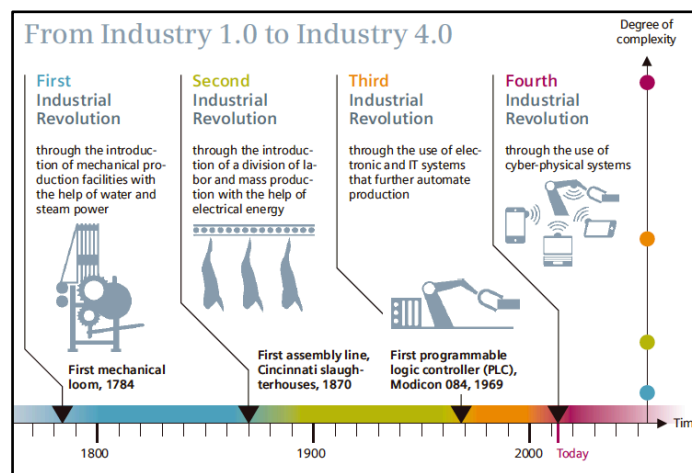 From Industry 1.0 to Industry 4.0
Degree of
complexity
First
Industrial
Revolution
through the introduc-
tion of mechanical pro-
duction facilities with
the help of water and
steam power
First mechanical
loom, 1784
Second
Industrial
Revolution
through the introduc-
tion of a division of la-
bor and mass produc-
tion with the help of
electrical energy
First assembly line,
Cincinnati slaugh-
terhouses, 1870
Third
Industrial
Revolution
through the use of elec-
tronic and IT systems
that further automate
production
First programmable
logic controller (PLC),
Modicon 084, 1969
Fourth
Industrial
Revolution
through the use of
cyber-physical systems
1800
1900
2000
Today